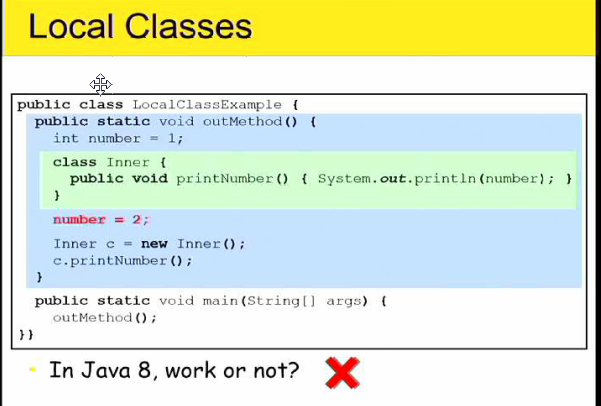 Local Classes
public class LocalClassExample {
public static void outMethod() {
int number = 1;
class Inner {
public void printNumber() { System.out.println(number); }
}
number = 2;
Inner c = new Inner();
c.printNumber();
}
public static void main(String[] args) {
outMethod();
}}
In Java 8, work or not?